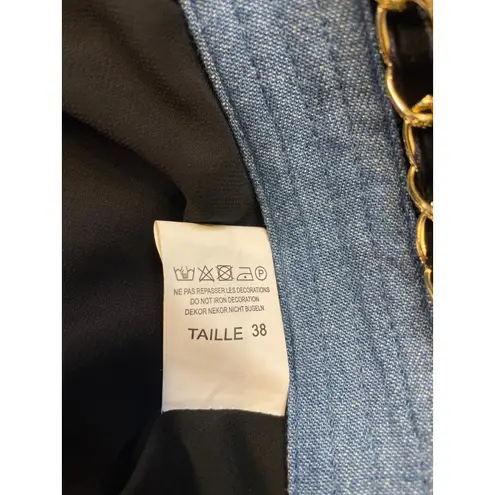 NE PAS REPASSER LES DECORATIONS
DO NOT IRON DECORATION
DEKOR NEKOR NICHT BUGELN
TAILLE 38